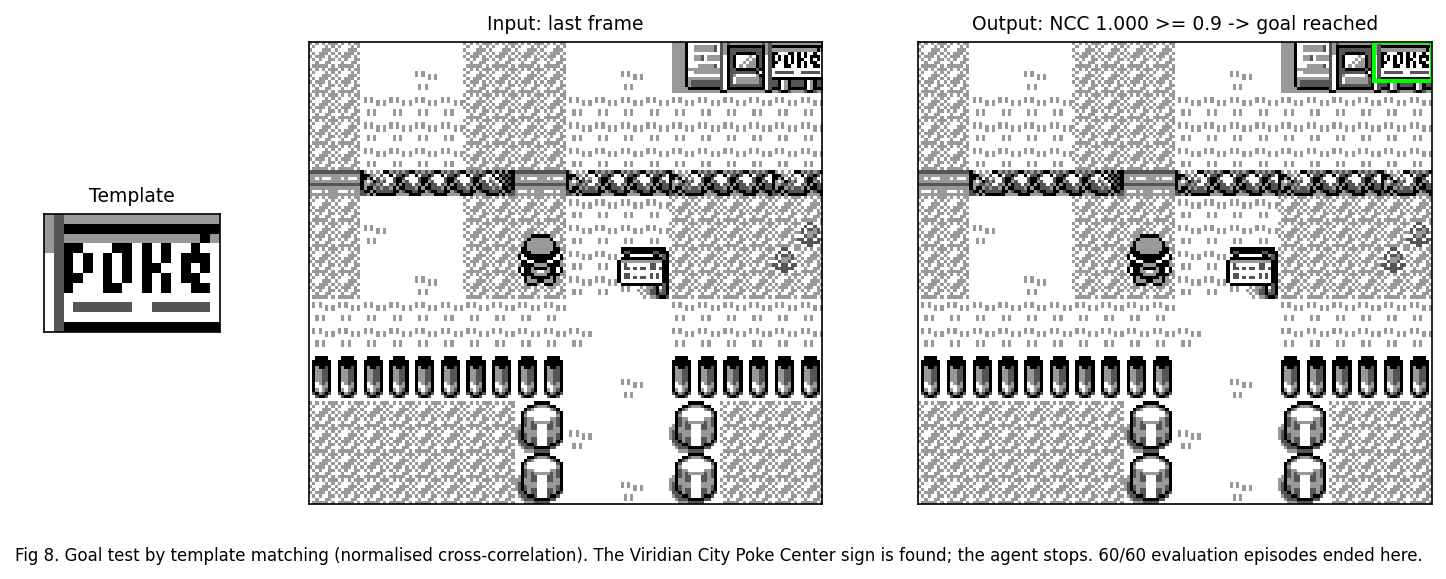 Input: last frame
Output: NCC 1.000 >= 0.9 -> goal reached
Template
POKé
POKé
POKé
Fig 8. Goal test by template matching (normalised cross-correlation). The Viridian City Poke Center sign is found; the agent stops. 60/60 evaluation episodes ended here.